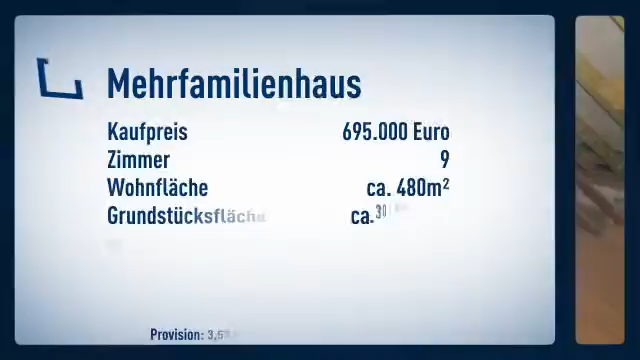 Mehrfamilienhaus
Kaufpreis 695.000 Euro
Zimmer 9
Wohnfläche ca. 480m²
Grundstücksfläche ca.
Provision: